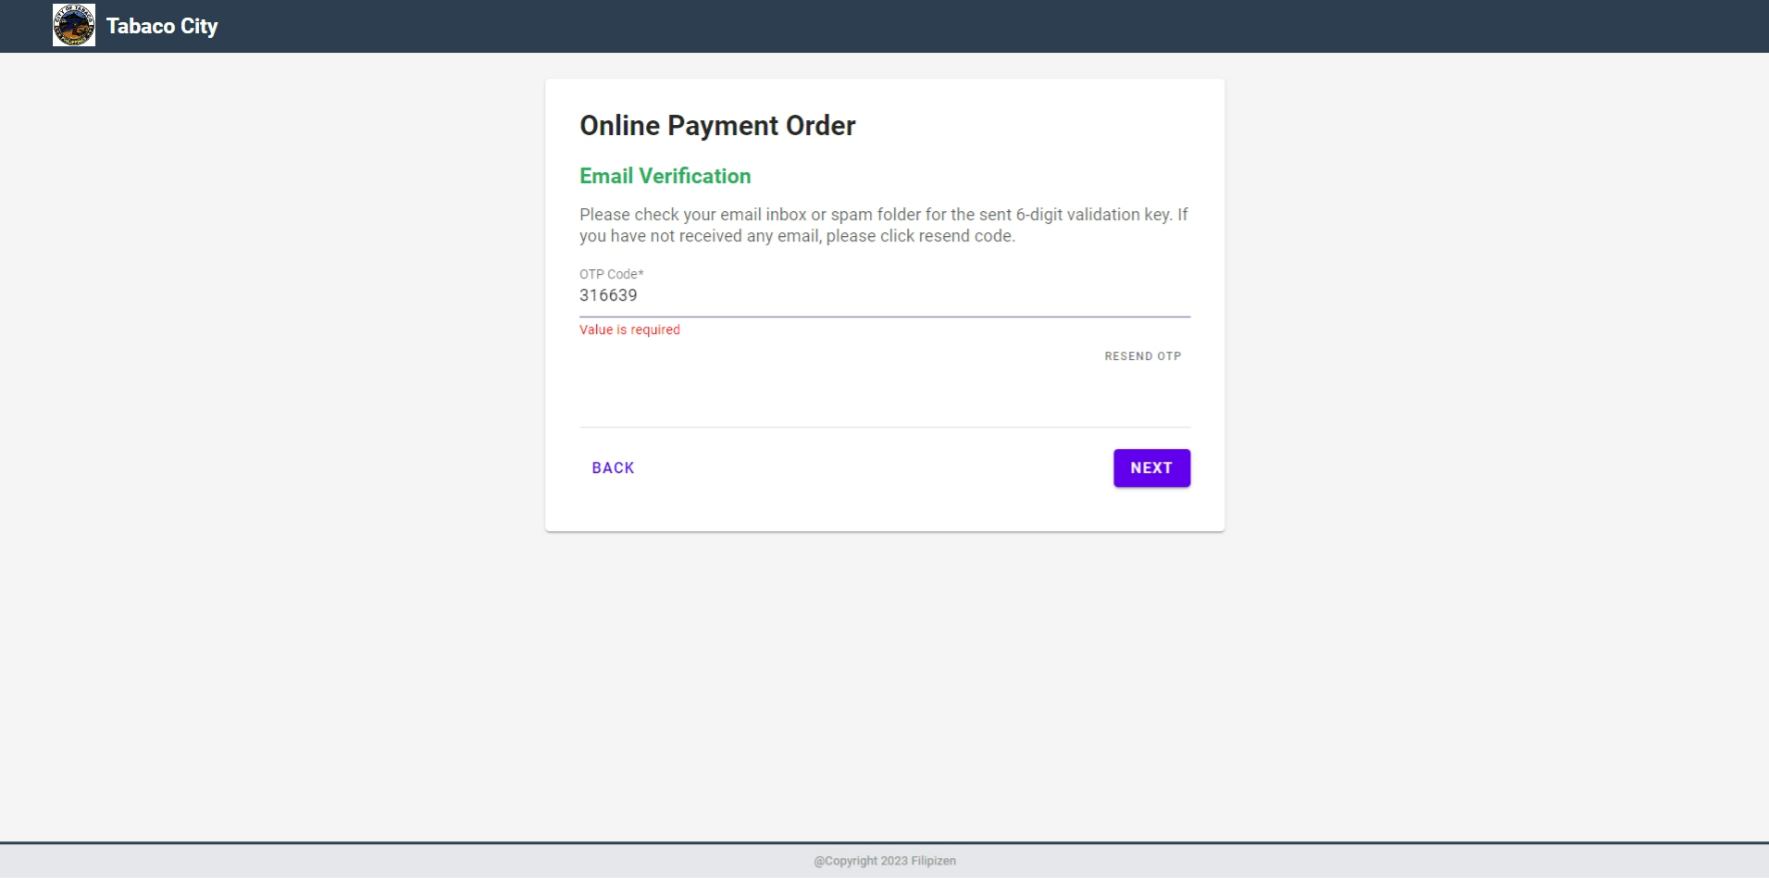 Tabaco City
Online Payment Order
Email Verification
Please check your email inbox or spam folder for the sent 6-digit validation key. If
you have not received any email, please click resend code.
OTP Code*
316639
Value is required
RESEND OTP
BACK
NEXT
@Copyright 2023 Filipizen